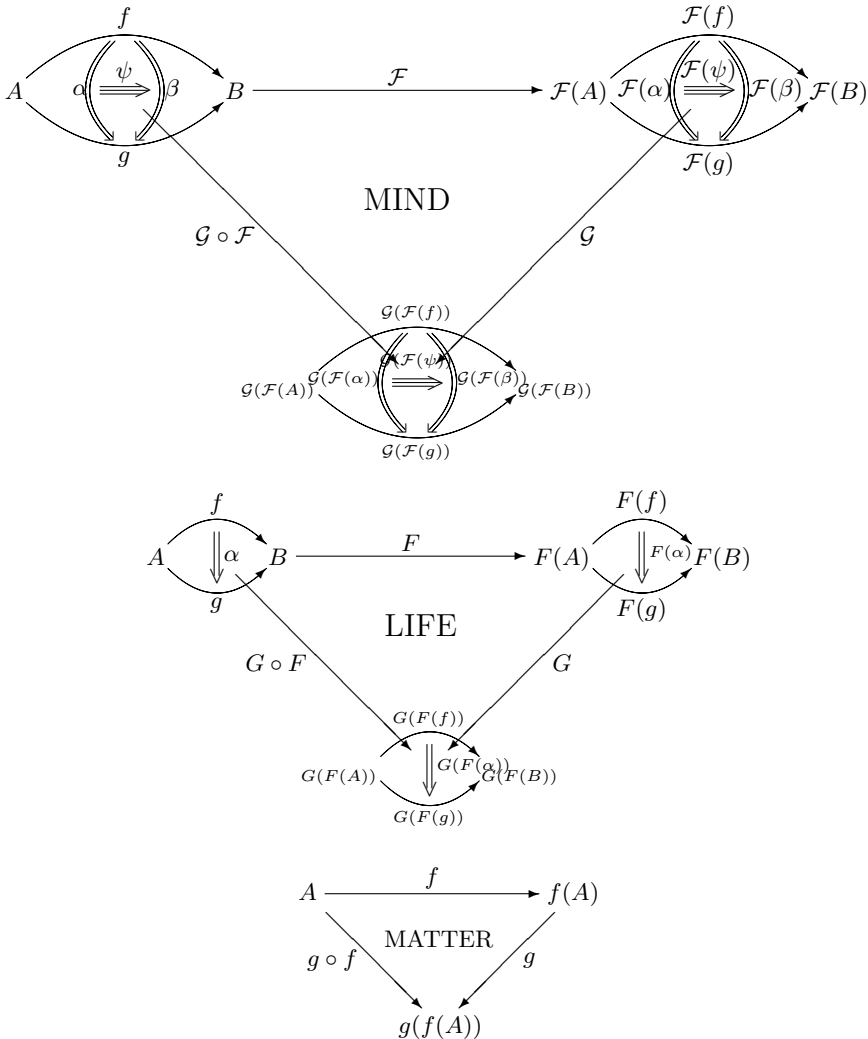 f 𝓕(f)
A α ψ β B 𝓕 𝓕(A) 𝓕(α) 𝓕(ψ) 𝓕(β) 𝓕(B)
g 𝓕(g)
MIND
𝓖 ∘ 𝓕 𝓖
𝓖(𝓕(f))
𝓖(𝓕(ψ))
𝓖(𝓕(A)) 𝓖(𝓕(α)) 𝓖(𝓕(β)) 𝓖(𝓕(B))
𝓖(𝓕(g))
f F(f)
A α B F F(A) F(α) F(B)
g F(g)
LIFE
G ∘ F G
G(F(f))
G(F(A)) G(F(α)) G(F(B))
G(F(g))
A f f(A)
MATTER
g ∘ f g
g(f(A))